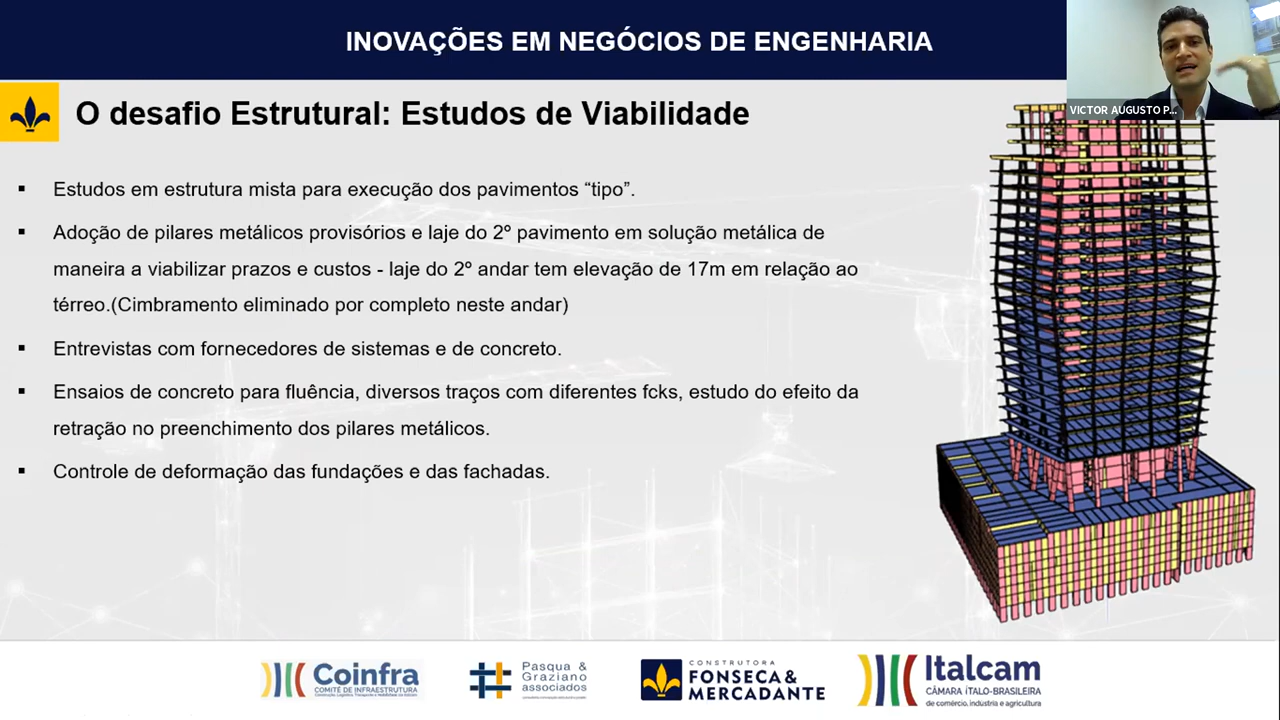 INOVAÇÕES EM NEGÓCIOS DE ENGENHARIA
VICTOR AUGUSTO P...
O desafio Estrutural: Estudos de Viabilidade
▪ Estudos em estrutura mista para execução dos pavimentos “tipo”.
▪ Adoção de pilares metálicos provisórios e laje do 2º pavimento em solução metálica de
maneira a viabilizar prazos e custos - laje do 2º andar tem elevação de 17m em relação ao
térreo.(Cimbramento eliminado por completo neste andar)
▪ Entrevistas com fornecedores de sistemas e de concreto.
▪ Ensaios de concreto para fluência, diversos traços com diferentes fcks, estudo do efeito da
retração no preenchimento dos pilares metálicos.
▪ Controle de deformação das fundações e das fachadas.
Coinfra
COMITÊ DE INFRAESTRUTURA
Pasqua &
Graziano
associados
CONSTRUTORA
FONSECA &
MERCADANTE
Italcam
CÂMARA ÍTALO-BRASILEIRA
de comércio, indústria e agricultura